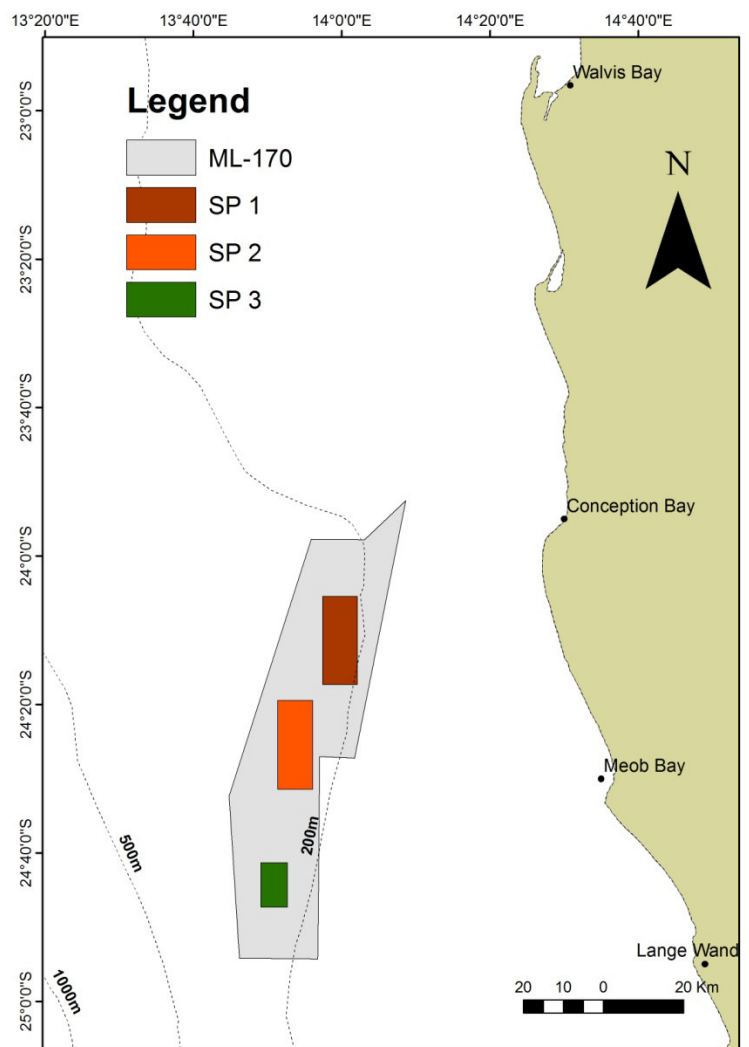 13°20'0"E 13°40'0"E 14°0'0"E 14°20'0"E 14°40'0"E
Walvis Bay
23°0'0"S
Legend
ML-170
SP 1
SP 2
SP 3
N
23°20'0"S
23°40'0"S
Conception Bay
24°0'0"S
24°20'0"S
Meob Bay
200m
500m
24°40'0"S
Lange Wand
1000m
25°0'0"S
20 10 0 20 Km